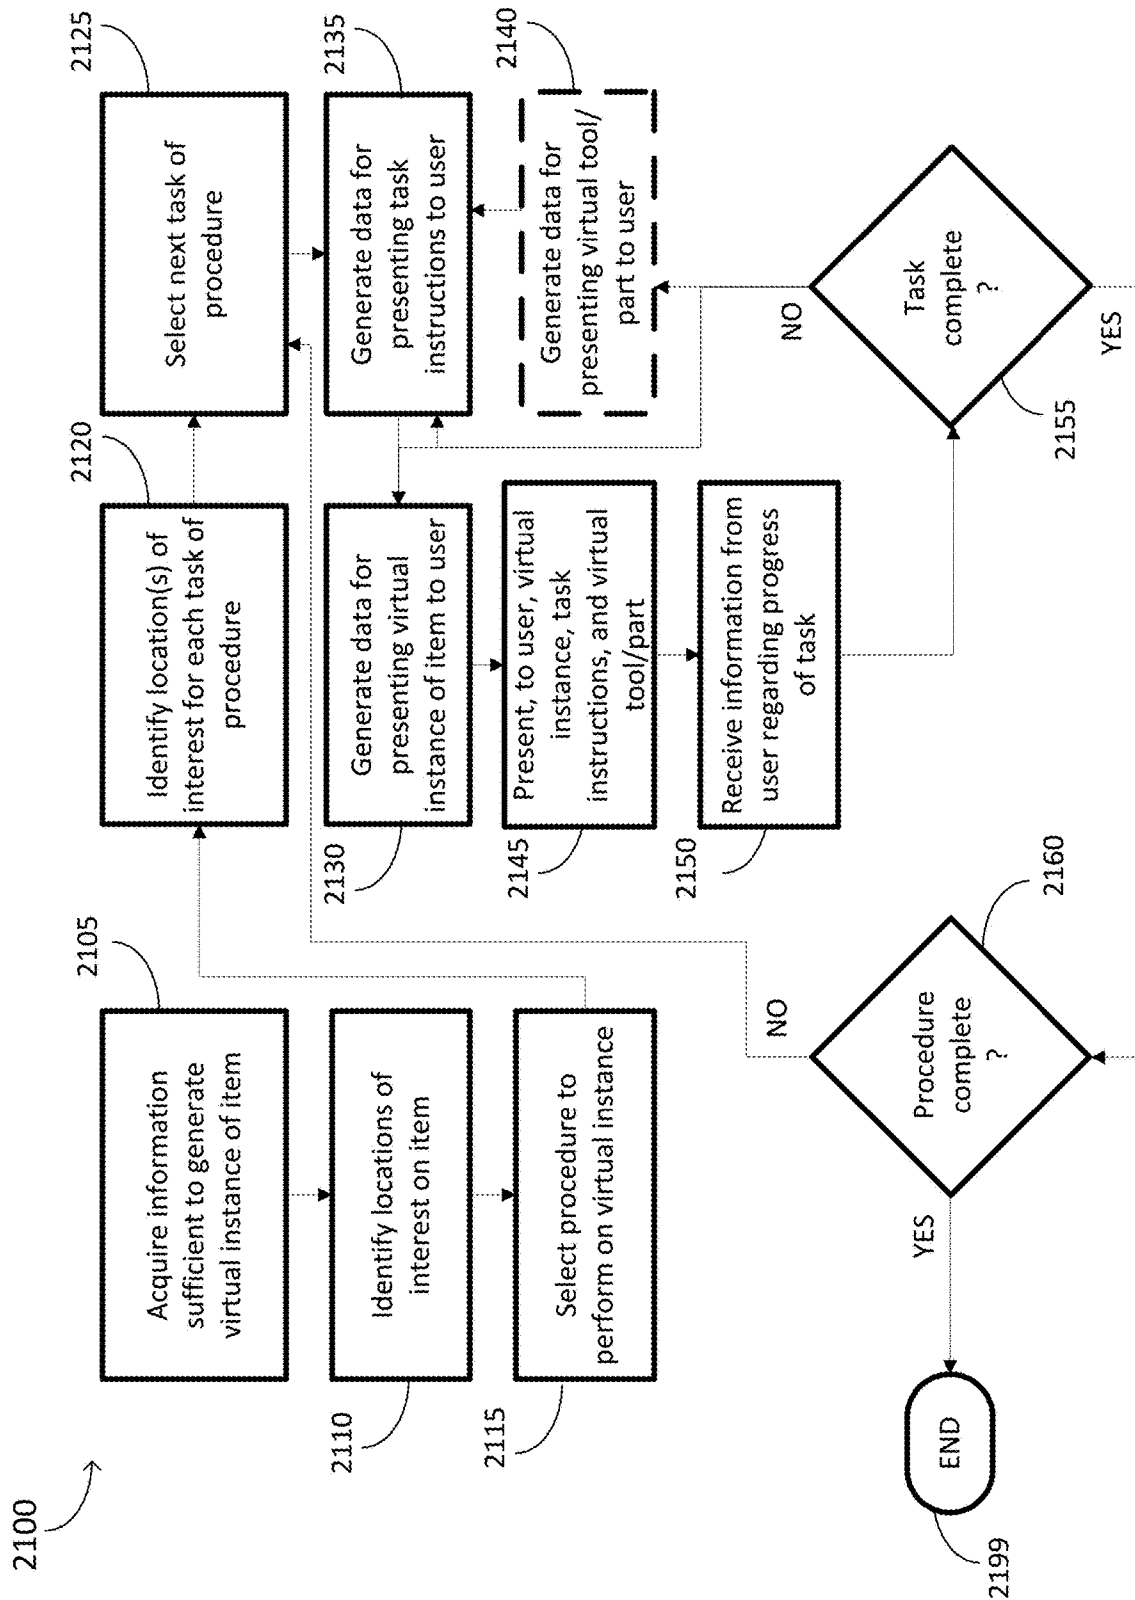 2100
2105
Acquire information
sufficient to generate
virtual instance of item
2110
Identify locations of
interest on item
2115
Select procedure to
perform on virtual instance
2120
Identify location(s) of
interest for each task of
procedure
2125
Select next task of
procedure
2130
Generate data for
presenting virtual
instance of item to user
2135
Generate data for
presenting task
instructions to user
2140
Generate data for
presenting virtual tool/
part to user
2145
Present, to user, virtual
instance, task
instructions, and virtual
tool/part
2150
Receive information from
user regarding progress
of task
2155
Task
complete
?
NO
YES
2160
Procedure
complete
?
NO
YES
END
2199